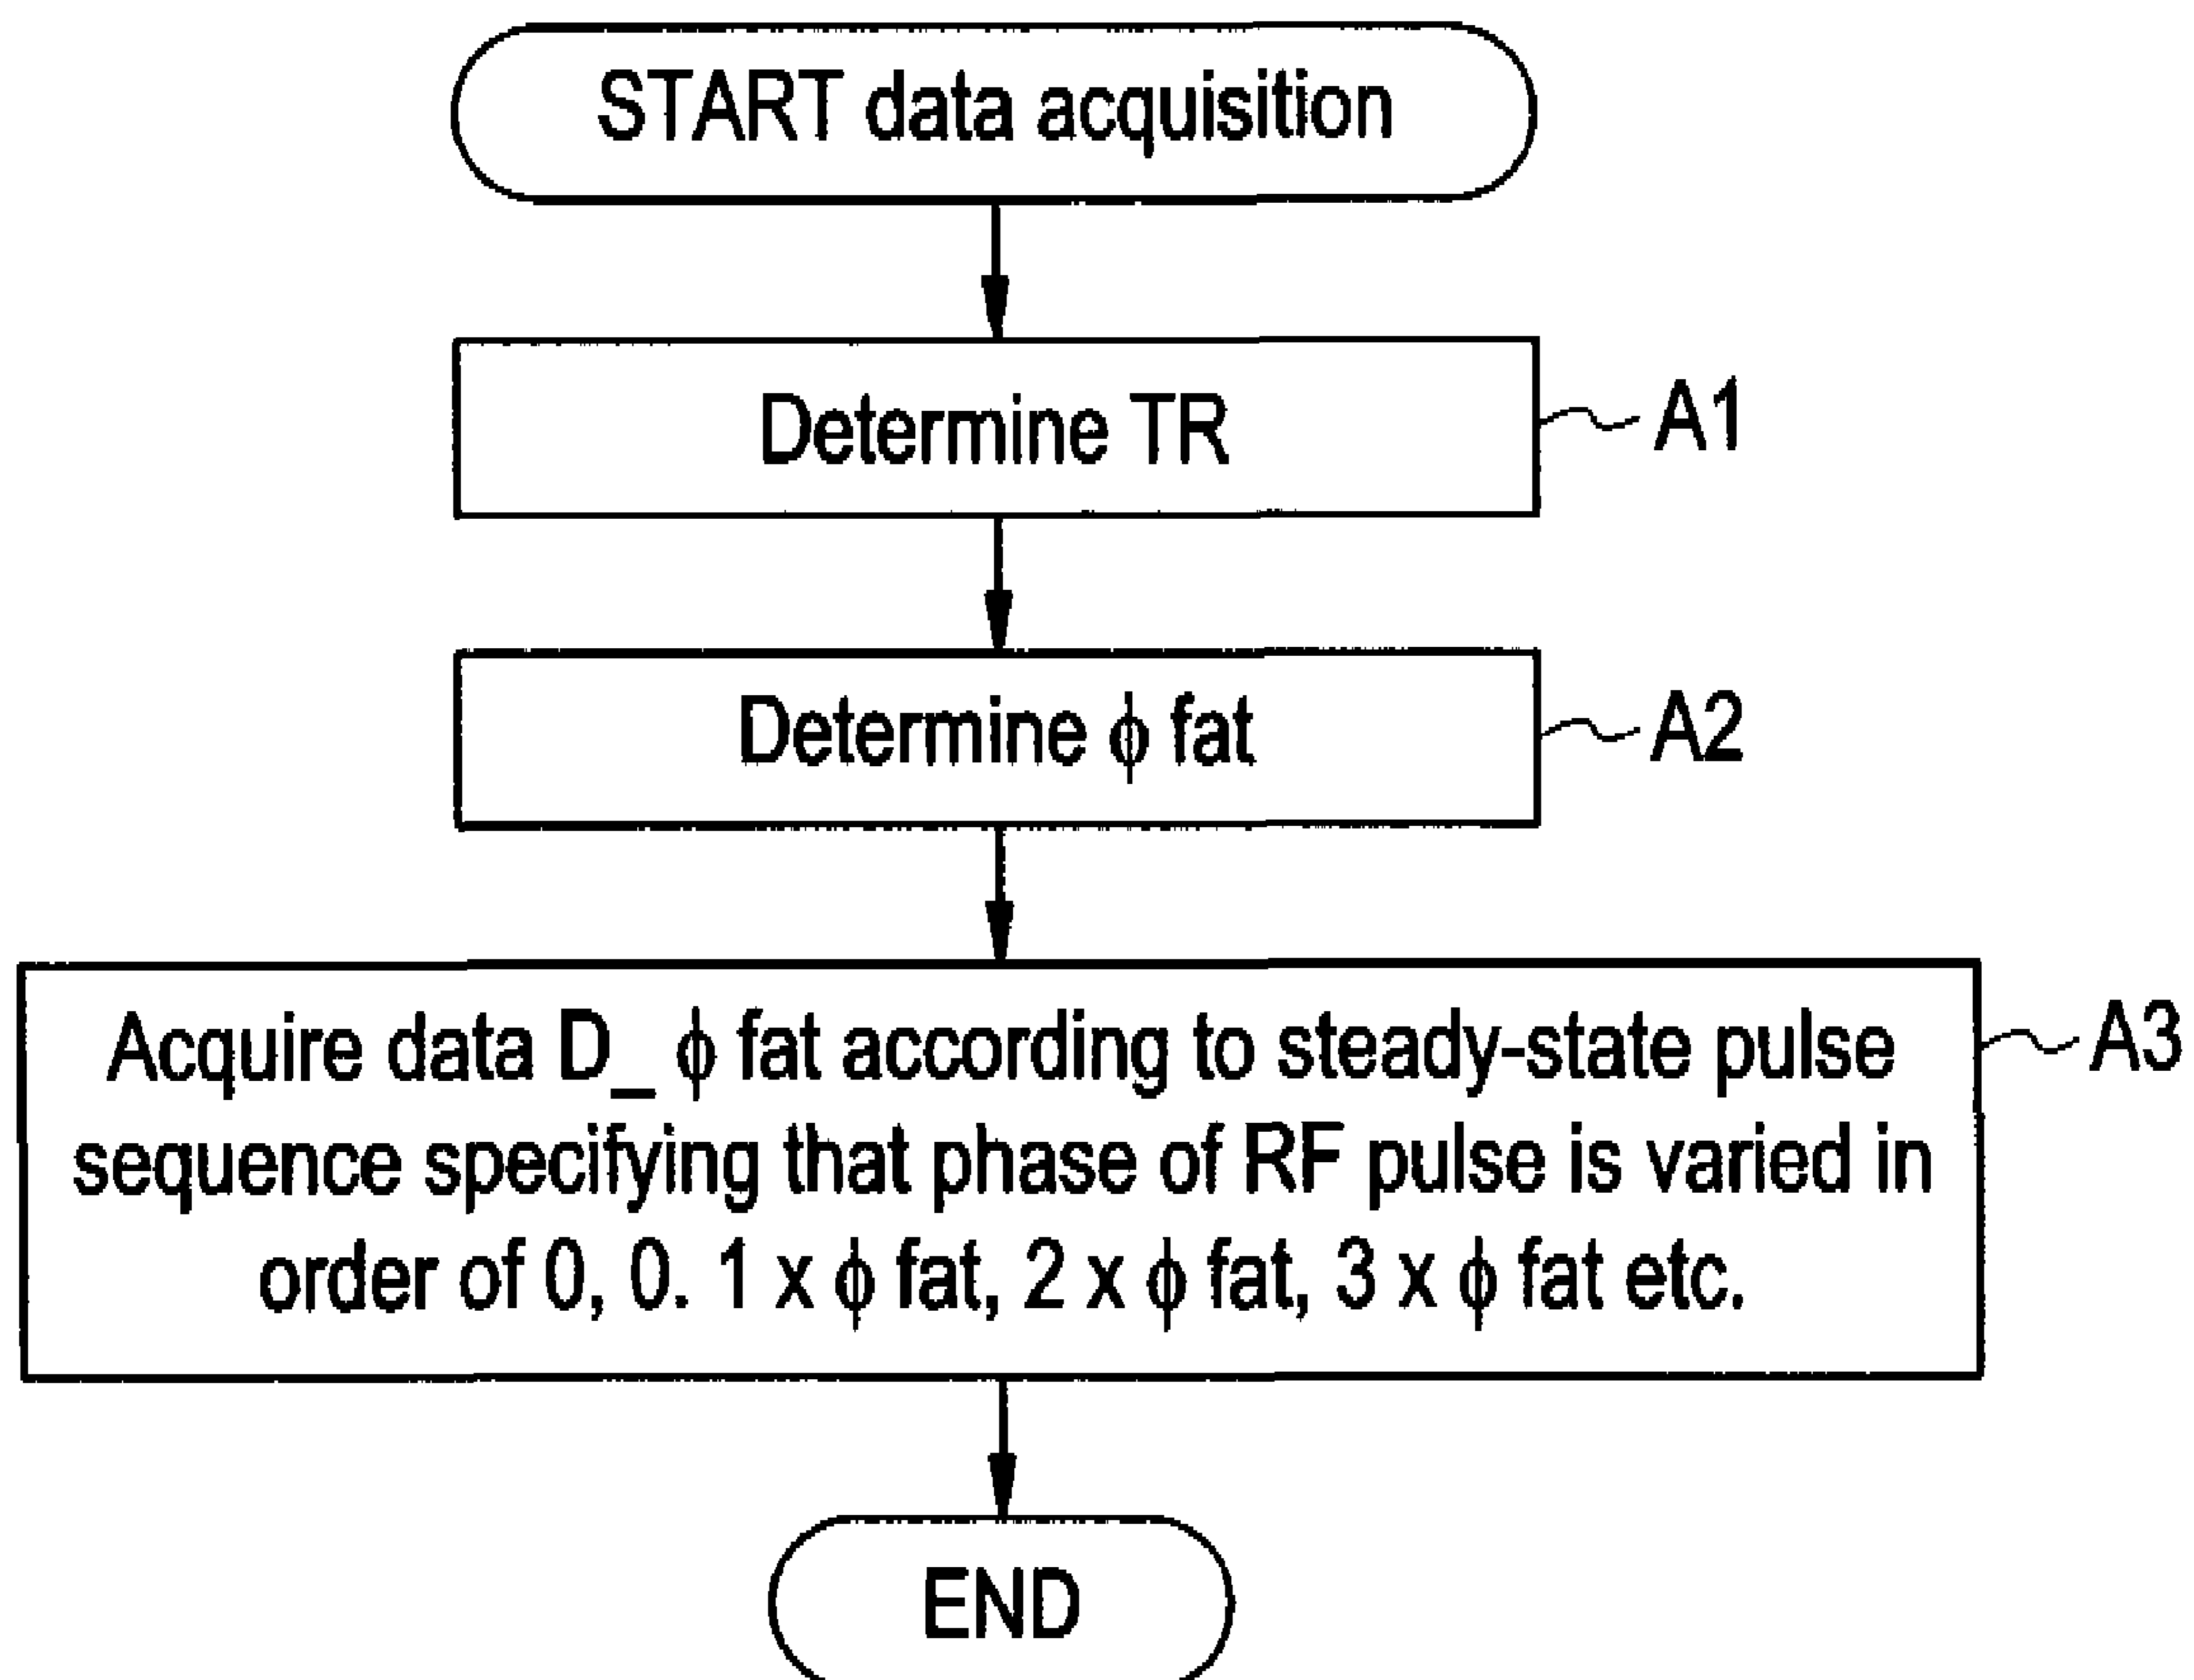 START data acquisition
Determine TR
A1
Determine ϕ fat
A2
Acquire data D_ ϕ fat according to steady-state pulse
A3
sequence specifying that phase of RF pulse is varied in
order of 0, 0. 1 x ϕ fat, 2 x ϕ fat, 3 x ϕ fat etc.
END